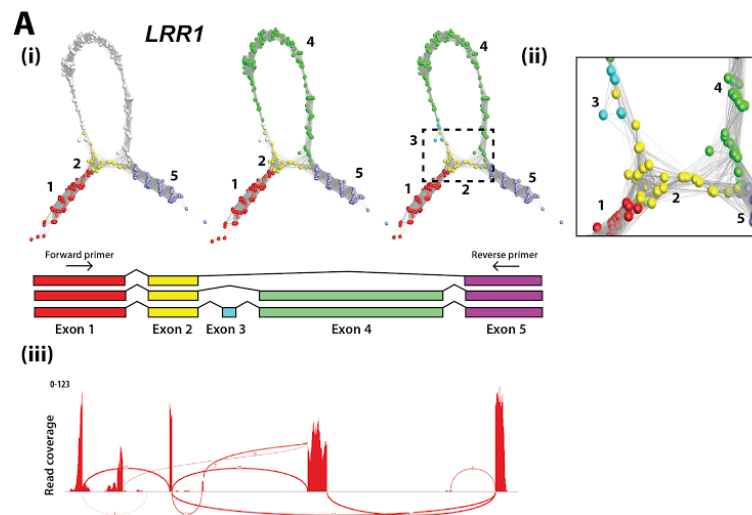 A
LRR1
(i)
(ii)
1
2
5
4
2
1
5
3
4
1
2
5
3
4
1
2
5
Forward primer
Reverse primer
Exon 1
Exon 2
Exon 3
Exon 4
Exon 5
(iii)
0-123
Read coverage